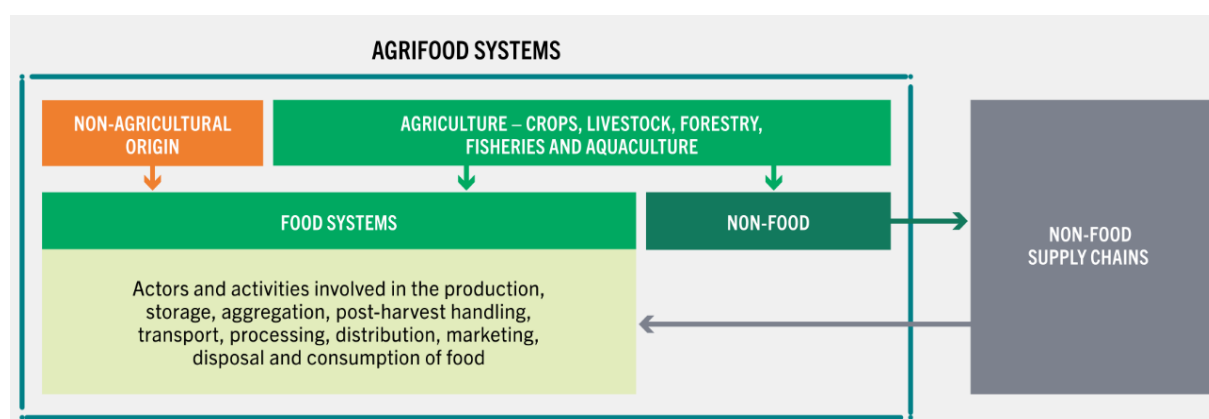 AGRIFOOD SYSTEMS
NON-AGRICULTURAL
ORIGIN
AGRICULTURE – CROPS, LIVESTOCK, FORESTRY,
FISHERIES AND AQUACULTURE
FOOD SYSTEMS
NON-FOOD
NON-FOOD
SUPPLY CHAINS
Actors and activities involved in the production,
storage, aggregation, post-harvest handling,
transport, processing, distribution, marketing,
disposal and consumption of food